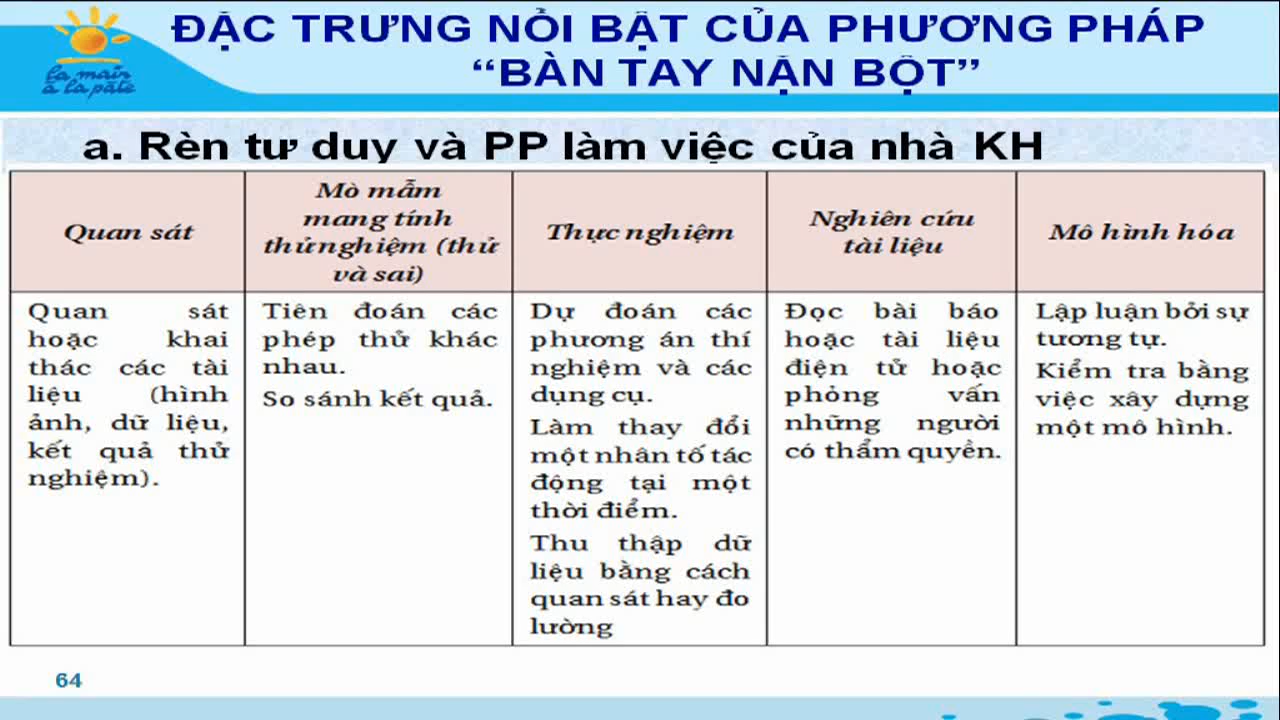 la main
à la pâte
ĐẶC TRƯNG NỔI BẬT CỦA PHƯƠNG PHÁP
“BÀN TAY NẶN BỘT”
a. Rèn tư duy và PP làm việc của nhà KH
Quan sát
Mò mẫm
mang tính
thử nghiệm (thử
và sai)
Thực nghiệm
Nghiên cứu
tài liệu
Mô hình hóa
Quan sát
hoặc khai
thác các tài
liệu (hình
ảnh, dữ liệu,
kết quả thử
nghiệm).
Tiên đoán các
phép thử khác
nhau.
So sánh kết quả.
Dự đoán các
phương án thí
nghiệm và các
dụng cụ.
Làm thay đổi
một nhân tố tác
động tại một
thời điểm.
Thu thập dữ
liệu bằng cách
quan sát hay đo
lường
Đọc bài báo
hoặc tài liệu
điện tử hoặc
phỏng vấn
những người
có thẩm quyền.
Lập luận bởi sự
tương tự.
Kiểm tra bằng
việc xây dựng
một mô hình.
64